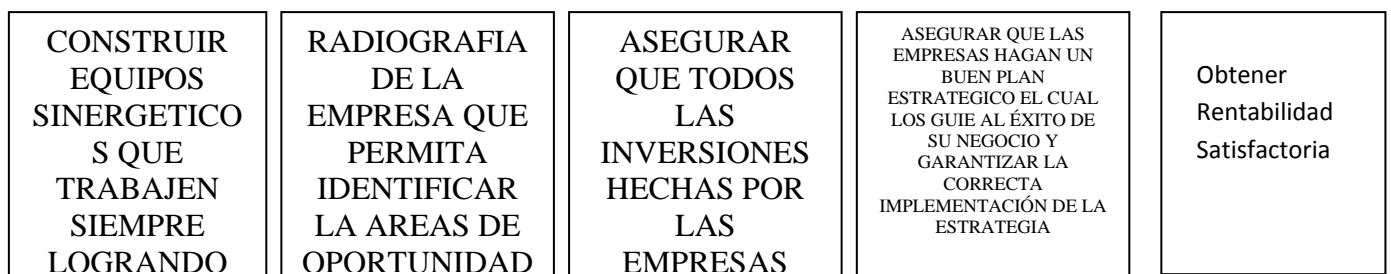 CONSTRUIR
EQUIPOS
SINERGETICO
S QUE
TRABAJEN
SIEMPRE
LOGRANDO
RADIOGRAFIA
DE LA
EMPRESA QUE
PERMITA
IDENTIFICAR
LA AREAS DE
OPORTUNIDAD
ASEGURAR
QUE TODOS
LAS
INVERSIONES
HECHAS POR
LAS
EMPRESAS
ASEGURAR QUE LAS
EMPRESAS HAGAN UN
BUEN PLAN
ESTRATEGICO EL CUAL
LOS GUIE AL ÉXITO DE
SU NEGOCIO Y
GARANTIZAR LA
CORRECTA
IMPLEMENTACIÓN DE LA
ESTRATEGIA
Obtener
Rentabilidad
Satisfactoria